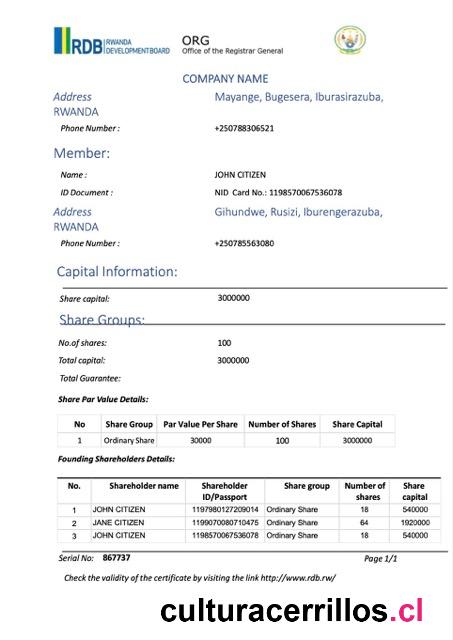 RDB RWANDA
DEVELOPMENT BOARD
ORG
Office of the Registrar General
COMPANY NAME
Address Mayange, Bugesera, Iburasirazuba,
RWANDA
Phone Number : +250788306521
Member:
Name : JOHN CITIZEN
ID Document : NID Card No.: 1198570067536078
Address Gihundwe, Rusizi, Iburengerazuba,
RWANDA
Phone Number : +250785563080
Capital Information:
Share capital: 3000000
Share Groups:
No.of shares: 100
Total capital: 3000000
Total Guarantee:
Share Par Value Details:
No Share Group Par Value Per Share Number of Shares Share Capital
1 Ordinary Share 30000 100 3000000
Founding Shareholders Details:
No. Shareholder name Shareholder ID/Passport Share group Number of shares Share capital
1 JOHN CITIZEN 1197980127209014 Ordinary Share 18 540000
2 JANE CITIZEN 1199070080710475 Ordinary Share 64 1920000
3 JOHN CITIZEN 1198570067536078 Ordinary Share 18 540000
Serial No: 867737 Page 1/1
Check the validity of the certificate by visiting the link http://www.rdb.rw/
culturacerrillos.cl